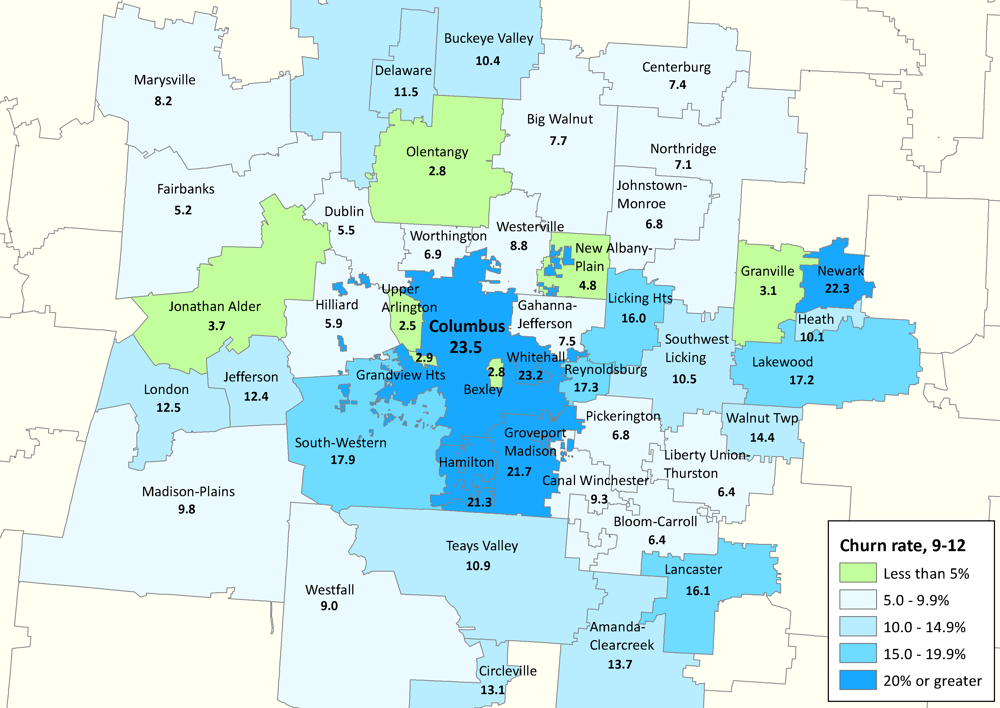 Buckeye Valley
10.4
Delaware
11.5
Marysville
8.2
Centerburg
7.4
Big Walnut
7.7
Olentangy
2.8
Northridge
7.1
Fairbanks
5.2
Johnstown-
Monroe
6.8
Dublin
5.5
Worthington
6.9
Westerville
8.8
New Albany-
Plain
4.8
Granville
3.1
Newark
22.3
Jonathan Alder
3.7
Hilliard
5.9
Upper
Arlington
2.5
Columbus
23.5
Gahanna-
Jefferson
7.5
Licking Hts
16.0
Heath
10.1
Southwest
Licking
10.5
Lakewood
17.2
2.9
Grandview Hts
2.8
Bexley
Whitehall
23.2
Reynoldsburg
17.3
London
12.5
Jefferson
12.4
South-Western
17.9
Pickerington
6.8
Walnut Twp
14.4
Groveport
Madison
21.7
Hamilton
21.3
Liberty Union-
Thurston
6.4
Canal Winchester
9.3
Madison-Plains
9.8
Bloom-Carroll
6.4
Teays Valley
10.9
Lancaster
16.1
Westfall
9.0
Amanda-
Clearcreek
13.7
Circleville
13.1
Churn rate, 9-12
Less than 5%
5.0 - 9.9%
10.0 - 14.9%
15.0 - 19.9%
20% or greater